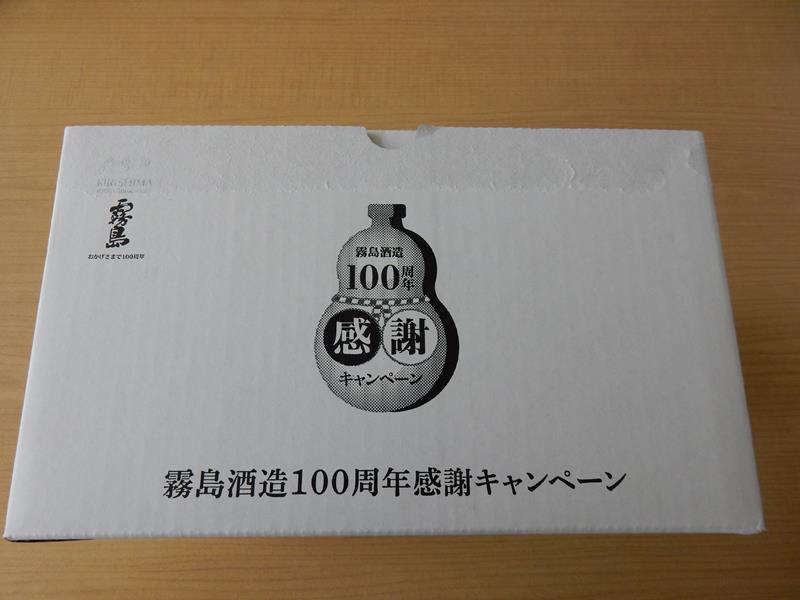 KIRISHIMA
霧島
おかげさまで100周年
霧島酒造
100周年
感謝
キャンペーン
霧島酒造100周年感謝キャンペーン